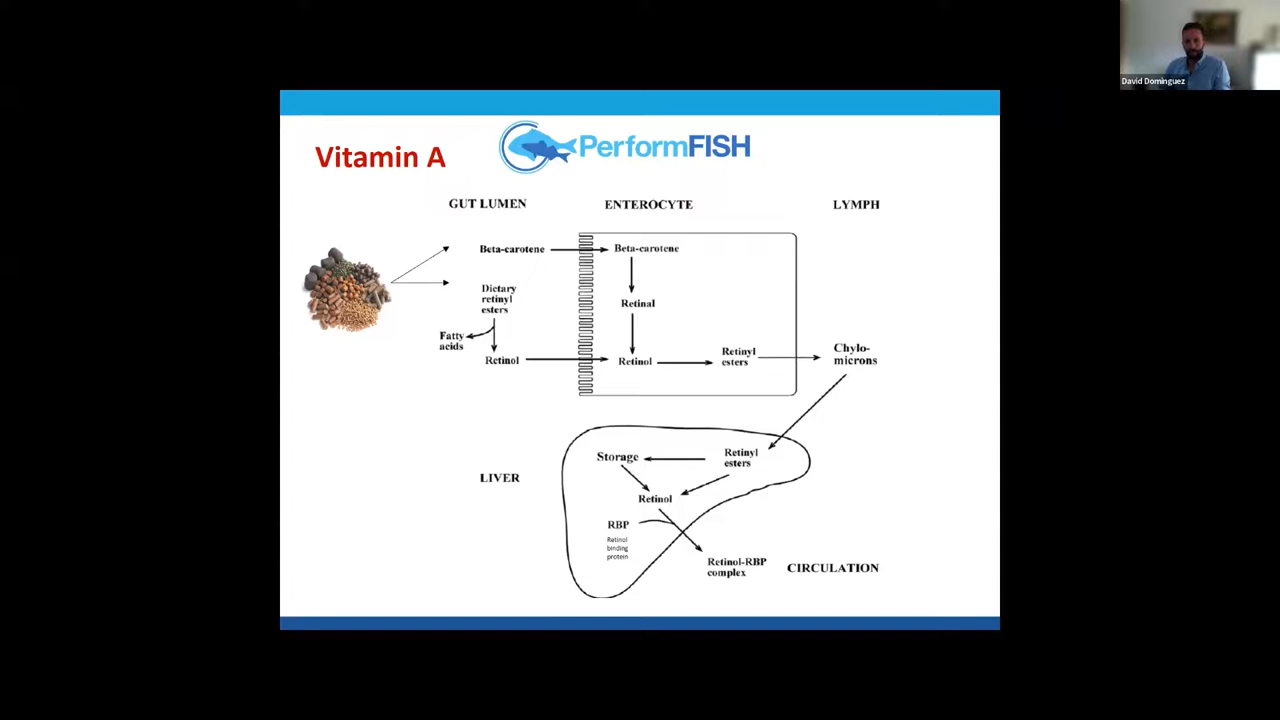 David Domínguez
Vitamin A
PerformFISH
GUT LUMEN
ENTEROCYTE
LYMPH
Beta-carotene
Beta-carotene
Dietary
retinyl
esters
Retinal
Fatty
acids
Retinol
Retinol
Retinyl
esters
Chylo-
microns
LIVER
Storage
Retinyl
esters
Retinol
RBP
Retinol
binding
protein
Retinol-RBP
complex
CIRCULATION